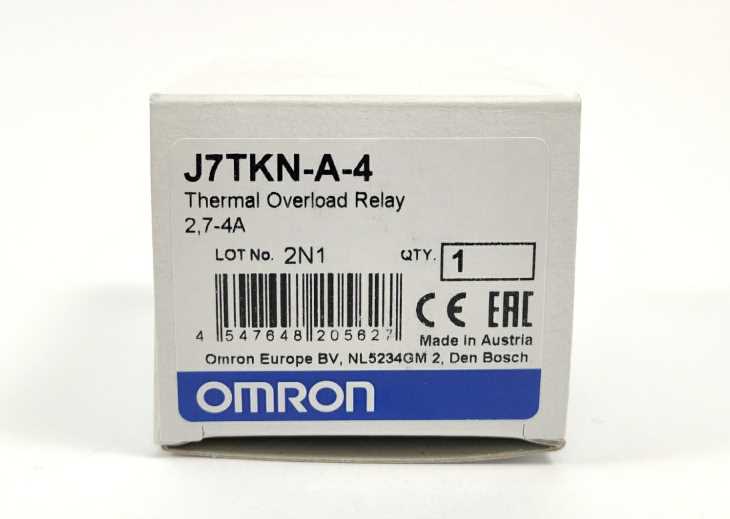 J7TKN-A-4
Thermal Overload Relay
2,7-4A
LOT No. 2N1 QTY. 1
4 547648 205627
CE EAC
Made in Austria
Omron Europe BV, NL5234GM 2, Den Bosch
OMRON